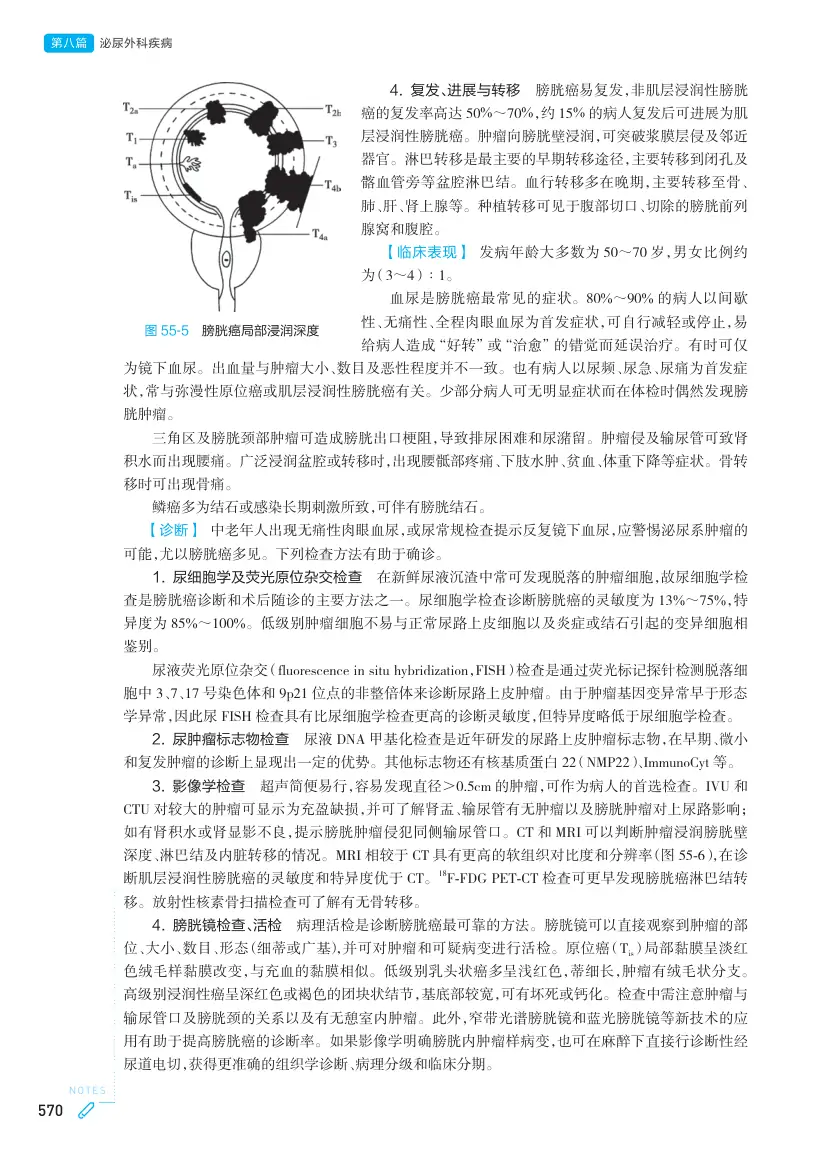 第八篇 泌尿外科疾病
T2a
T1
Ta
Tis
T2b
T3
T4b
T4a
图 55-5 膀胱癌局部浸润深度
4. 复发、进展与转移 膀胱癌易复发,非肌层浸润性膀胱
癌的复发率高达 50%～70%,约 15% 的病人复发后可进展为肌
层浸润性膀胱癌。肿瘤向膀胱壁浸润,可突破浆膜层侵及邻近
器官。淋巴转移是最主要的早期转移途径,主要转移到闭孔及
髂血管旁等盆腔淋巴结。血行转移多在晚期,主要转移至骨、
肺、肝、肾上腺等。种植转移可见于腹部切口、切除的膀胱前列
腺窝和腹腔。
【临床表现】 发病年龄大多数为 50～70 岁,男女比例约
为(3～4)∶1。
血尿是膀胱癌最常见的症状。80%～90% 的病人以间歇
性、无痛性、全程肉眼血尿为首发症状,可自行减轻或停止,易
给病人造成“好转”或“治愈”的错觉而延误治疗。有时可仅
为镜下血尿。出血量与肿瘤大小、数目及恶性程度并不一致。也有病人以尿频、尿急、尿痛为首发症
状,常与弥漫性原位癌或肌层浸润性膀胱癌有关。少部分病人可无明显症状而在体检时偶然发现膀
胱肿瘤。
三角区及膀胱颈部肿瘤可造成膀胱出口梗阻,导致排尿困难和尿潴留。肿瘤侵及输尿管可致肾
积水而出现腰痛。广泛浸润盆腔或转移时,出现腰骶部疼痛、下肢水肿、贫血、体重下降等症状。骨转
移时可出现骨痛。
鳞癌多为结石或感染长期刺激所致,可伴有膀胱结石。
【诊断】 中老年人出现无痛性肉眼血尿,或尿常规检查提示反复镜下血尿,应警惕泌尿系肿瘤的
可能,尤以膀胱癌多见。下列检查方法有助于确诊。
1. 尿细胞学及荧光原位杂交检查 在新鲜尿液沉渣中常可发现脱落的肿瘤细胞,故尿细胞学检
查是膀胱癌诊断和术后随诊的主要方法之一。尿细胞学检查诊断膀胱癌的灵敏度为 13%～75%,特
异度为 85%～100%。低级别肿瘤细胞不易与正常尿路上皮细胞以及炎症或结石引起的变异细胞相
鉴别。
尿液荧光原位杂交(fluorescence in situ hybridization,FISH)检查是通过荧光标记探针检测脱落细
胞中 3、7、17 号染色体和 9p21 位点的非整倍体来诊断尿路上皮肿瘤。由于肿瘤基因变异常早于形态
学异常,因此尿 FISH 检查具有比尿细胞学检查更高的诊断灵敏度,但特异度略低于尿细胞学检查。
2. 尿肿瘤标志物检查 尿液 DNA 甲基化检查是近年研发的尿路上皮肿瘤标志物,在早期、微小
和复发肿瘤的诊断上显现出一定的优势。其他标志物还有核基质蛋白 22(NMP22)、ImmunoCyt 等。
3. 影像学检查 超声简便易行,容易发现直径＞0.5cm 的肿瘤,可作为病人的首选检查。IVU 和
CTU 对较大的肿瘤可显示为充盈缺损,并可了解肾盂、输尿管有无肿瘤以及膀胱肿瘤对上尿路影响;
如有肾积水或肾显影不良,提示膀胱肿瘤侵犯同侧输尿管口。CT 和 MRI 可以判断肿瘤浸润膀胱壁
深度、淋巴结及内脏转移的情况。MRI 相较于 CT 具有更高的软组织对比度和分辨率(图 55-6),在诊
断肌层浸润性膀胱癌的灵敏度和特异度优于 CT。¹⁸F-FDG PET-CT 检查可更早发现膀胱癌淋巴结转
移。放射性核素骨扫描检查可了解有无骨转移。
4. 膀胱镜检查、活检 病理活检是诊断膀胱癌最可靠的方法。膀胱镜可以直接观察到肿瘤的部
位、大小、数目、形态(细蒂或广基),并可对肿瘤和可疑病变进行活检。原位癌(Tis)局部黏膜呈淡红
色绒毛样黏膜改变,与充血的黏膜相似。低级别乳头状癌多呈浅红色,蒂细长,肿瘤有绒毛状分支。
高级别浸润性癌呈深红色或褐色的团块状结节,基底部较宽,可有坏死或钙化。检查中需注意肿瘤与
输尿管口及膀胱颈的关系以及有无憩室内肿瘤。此外,窄带光谱膀胱镜和蓝光膀胱镜等新技术的应
用有助于提高膀胱癌的诊断率。如果影像学明确膀胱内肿瘤样病变,也可在麻醉下直接行诊断性经
尿道电切,获得更准确的组织学诊断、病理分级和临床分期。
NOTES
570